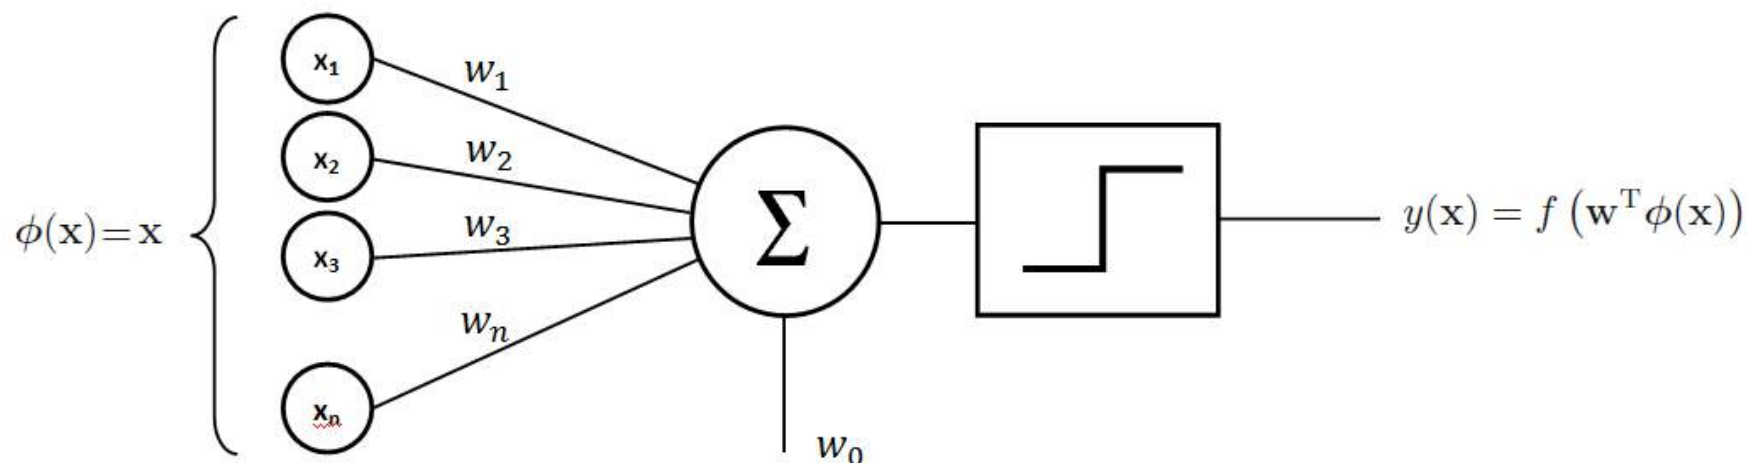 x₁
w₁
x₂
w₂
x₃
w₃
ϕ(x)=x
Σ
y(x) = f (wᵀϕ(x))
wₙ
xₙ
w₀